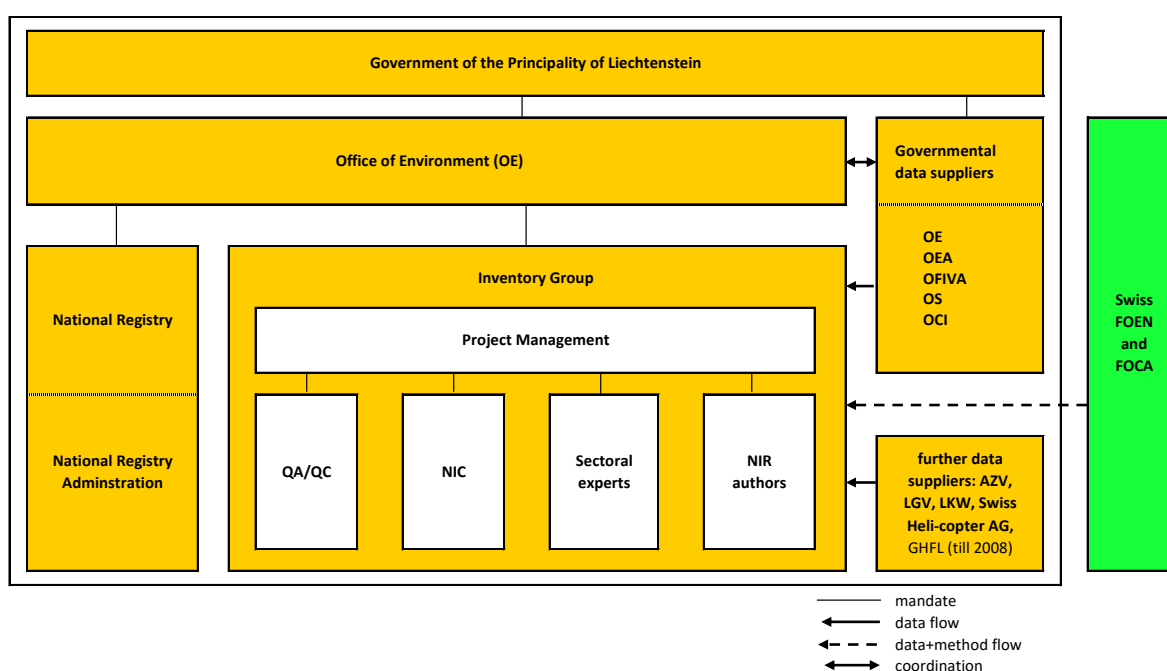 Government of the Principality of Liechtenstein
Office of Environment (OE)
Governmental
data suppliers
OE
OEA
OFIVA
OS
OCI
Swiss
FOEN
and
FOCA
National Registry
National Registry
Adminstration
Inventory Group
Project Management
QA/QC
NIC
Sectoral
experts
NIR
authors
further data
suppliers: AZV,
LGV, LKW, Swiss
Heli-copter AG,
GHFL (till 2008)
mandate
data flow
data+method flow
coordination